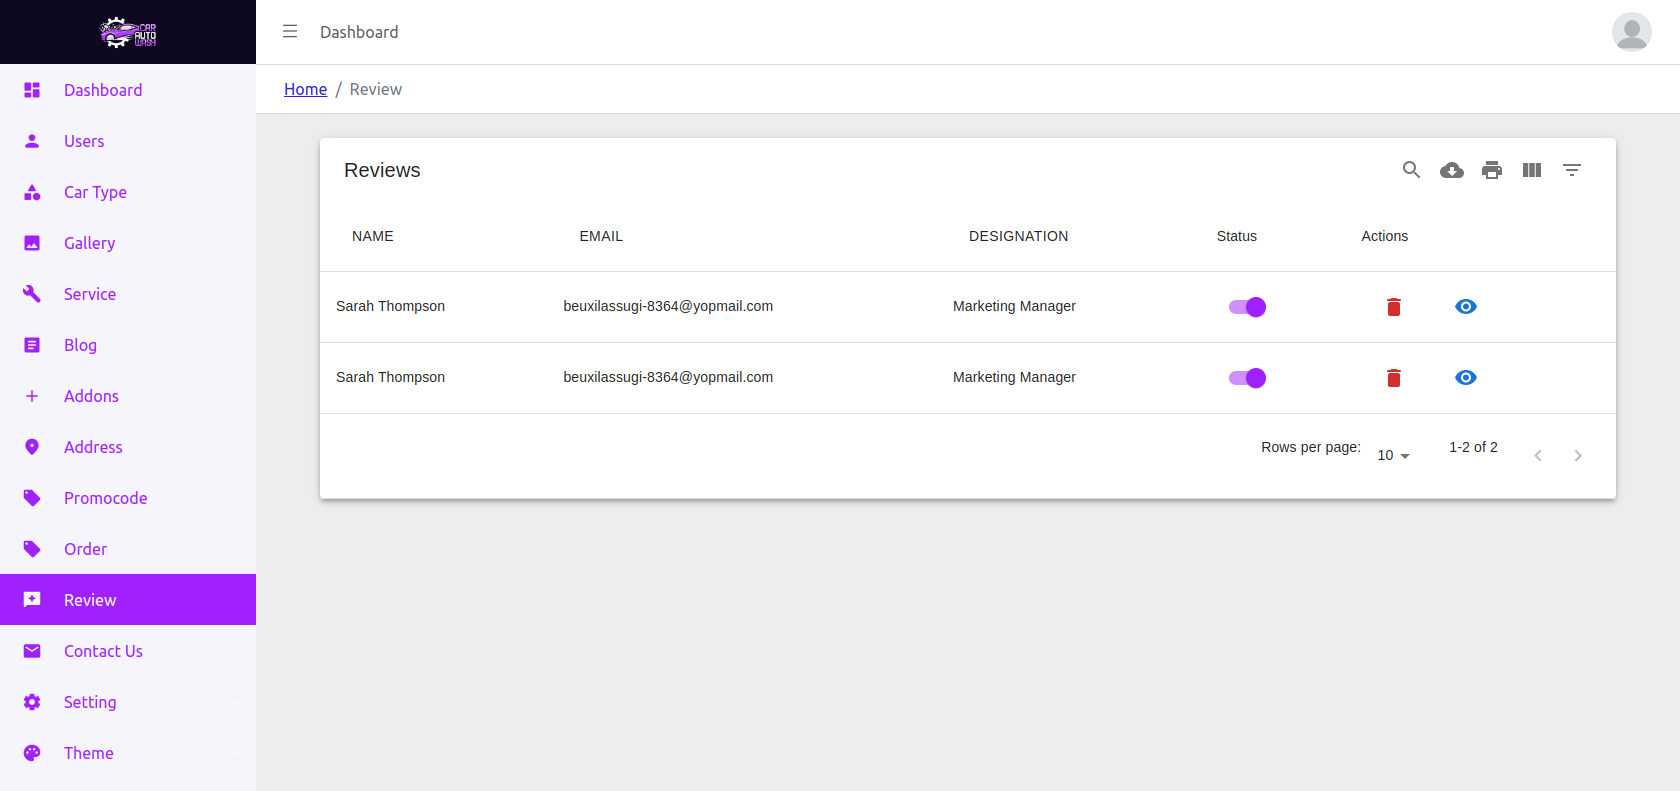 CAR
AUTO
WASH
Dashboard
Dashboard
Users
Car Type
Gallery
Service
Blog
Addons
Address
Promocode
Order
Review
Contact Us
Setting
Theme
Home / Review
Reviews
NAME EMAIL DESIGNATION Status Actions
Sarah Thompson beuxilassugi-8364@yopmail.com Marketing Manager
Sarah Thompson beuxilassugi-8364@yopmail.com Marketing Manager
Rows per page: 10 1-2 of 2